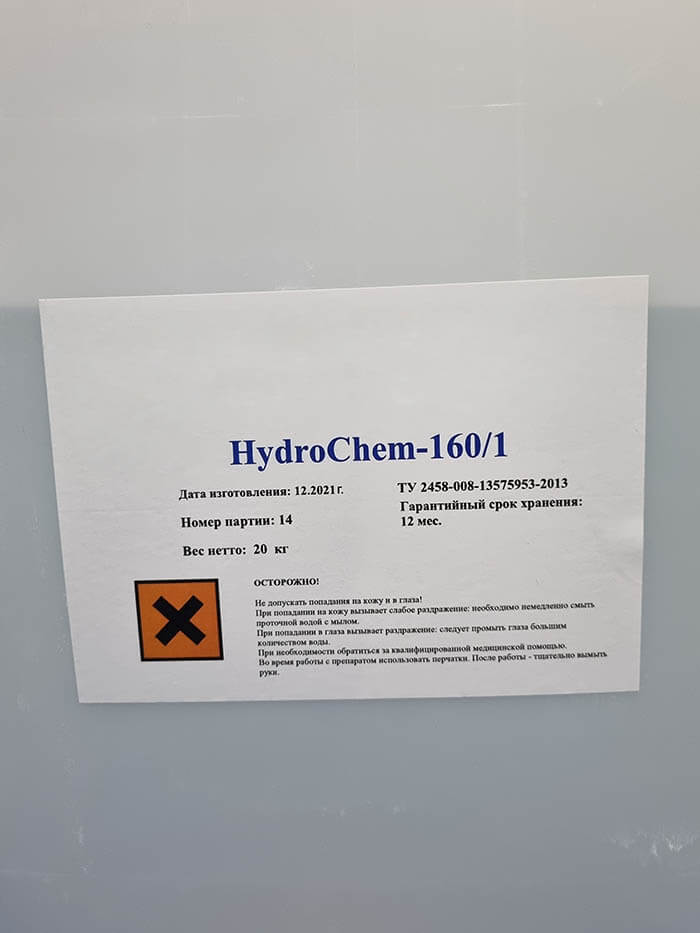 HydroChem-160/1
Дата изготовления: 12.2021г.
Номер партии: 14
Вес нетто: 20 кг
ТУ 2458-008-13575953-2013
Гарантийный срок хранения:
12 мес.
ОСТОРОЖНО!
Не допускать попадания на кожу и в глаза!
При попадании на кожу вызывает слабое раздражение: необходимо немедленно смыть
проточной водой с мылом.
При попадании в глаза вызывает раздражение: следует промыть глаза большим
количеством воды.
При необходимости обратиться за квалифицированной медицинской помощью.
Во время работы с препаратом использовать перчатки. После работы - тщательно вымыть
руки.